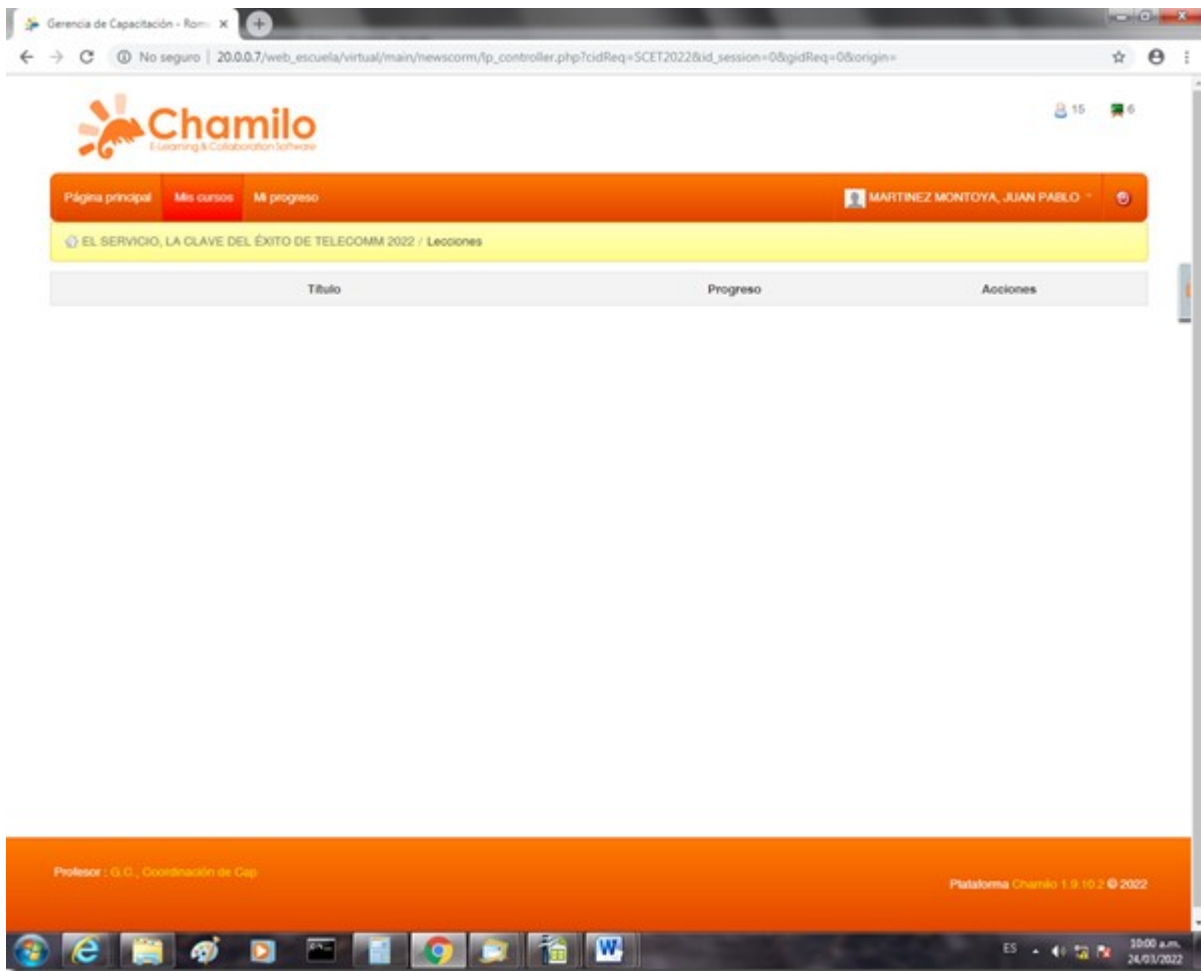 Gerencia de Capacitación - Rom
No seguro | 20.0.0.7/web_escuela/virtual/main/newscorm/lp_controller.php?cidReq=SCET2022&id_session=0&gidReq=0&origin=
Chamilo
E-Learning & Collaboration Software
15 6
Página principal Mis cursos Mi progreso MARTINEZ MONTOYA, JUAN PABLO
EL SERVICIO, LA CLAVE DEL ÉXITO DE TELECOMM 2022 / Lecciones
Título Progreso Acciones
Profesor : G.C., Coordinación de Cap
Plataforma Chamilo 1.9.10.2 © 2022
ES 10:00 a.m.
24/03/2022